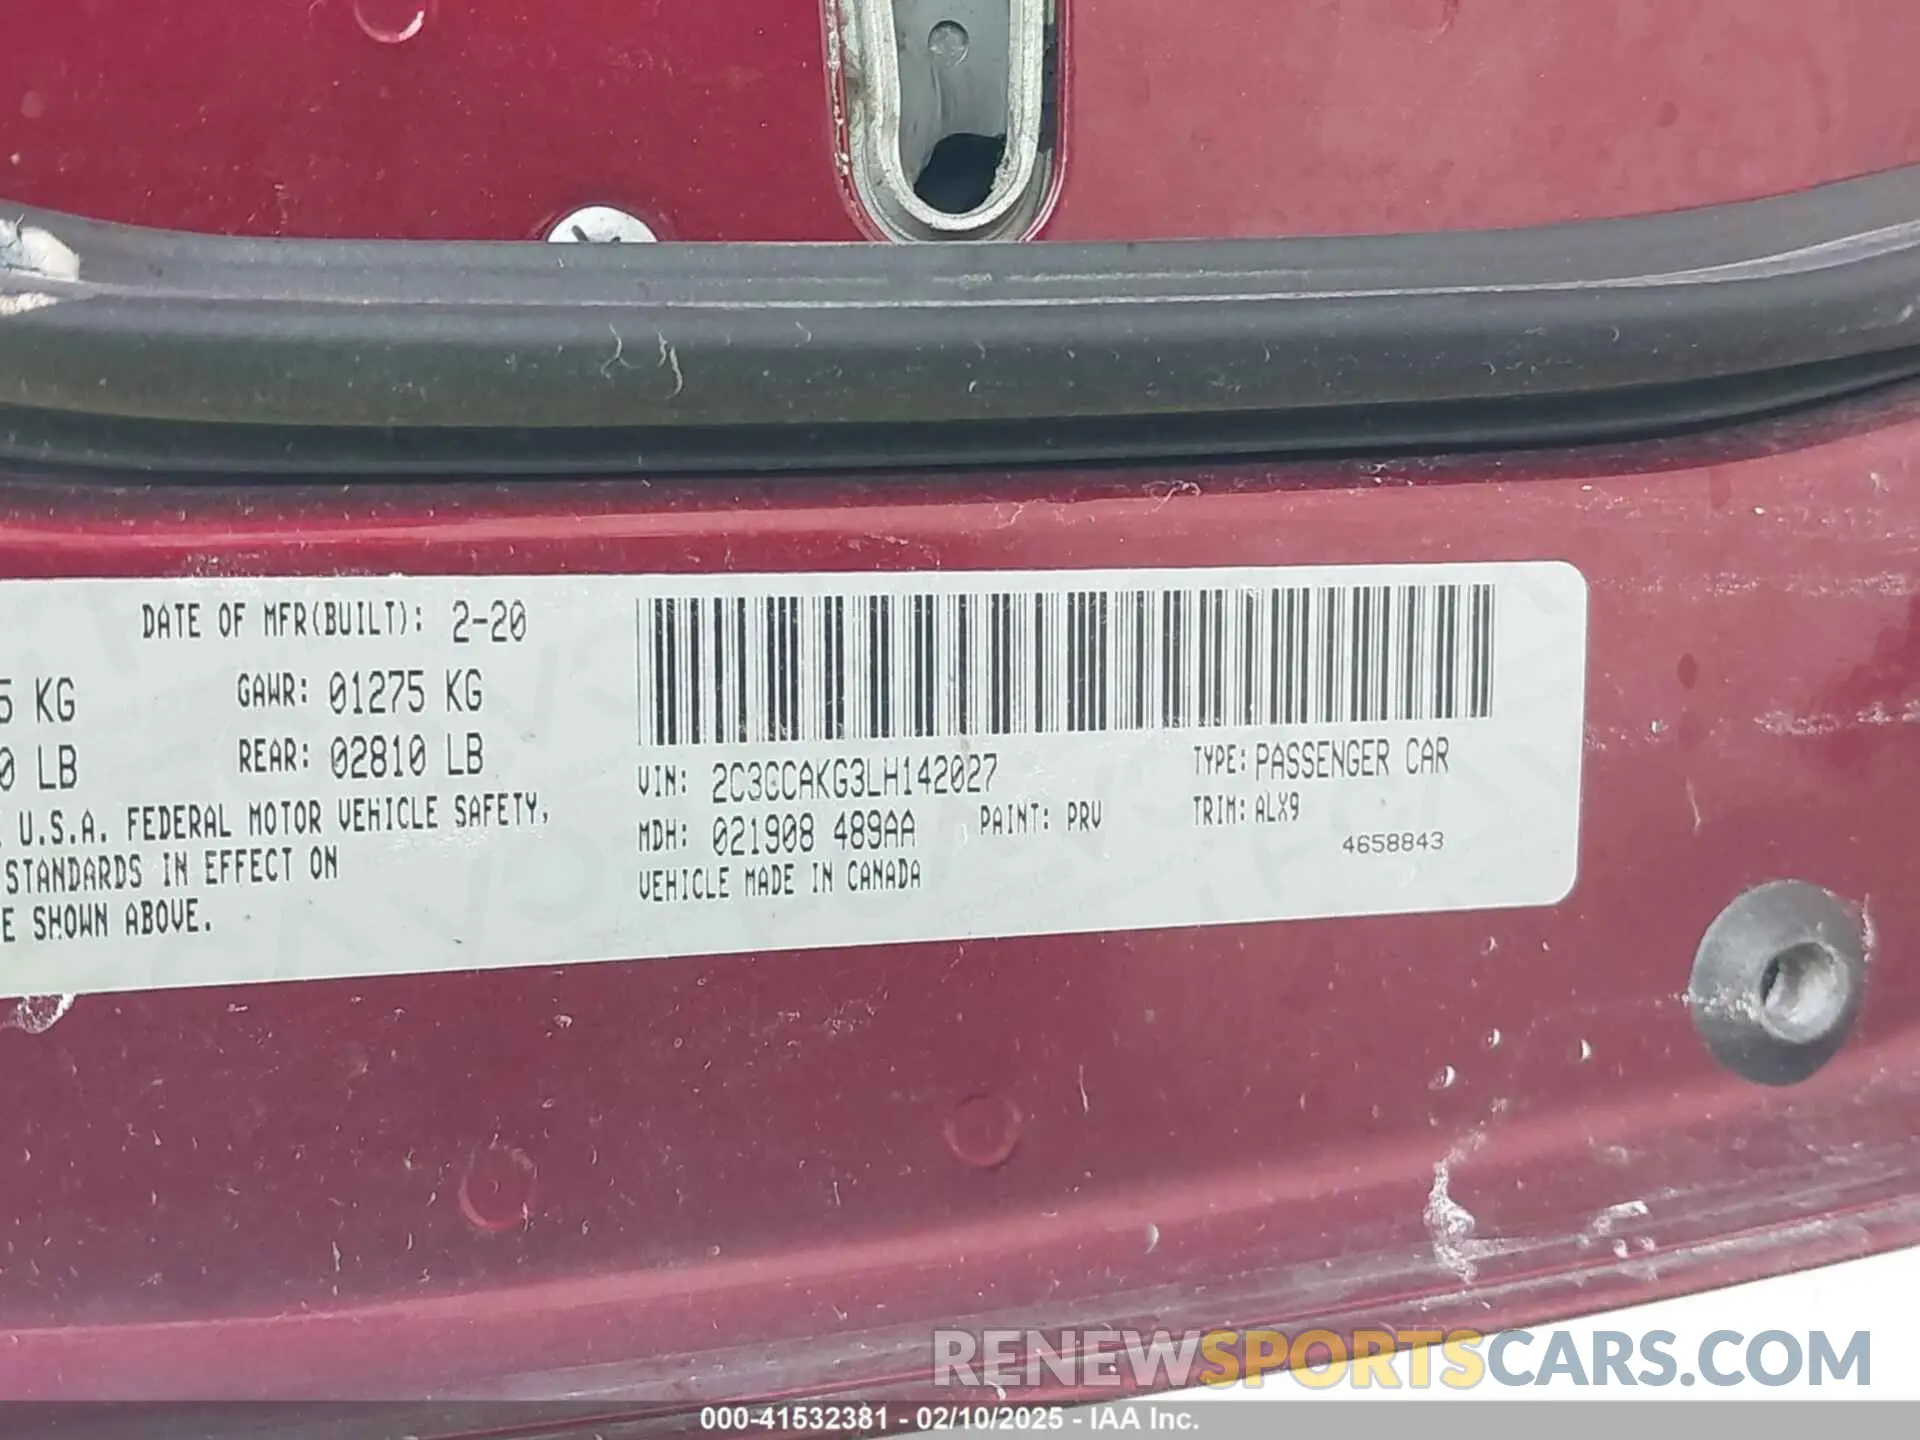 DATE OF MFR(BUILT): 2-20
5 KG GAWR: 01275 KG
0 LB REAR: 02810 LB
U.S.A. FEDERAL MOTOR VEHICLE SAFETY,
STANDARDS IN EFFECT ON
E SHOWN ABOVE.
VIN: 2C3CCAKG3LH142027 TYPE: PASSENGER CAR
MDH: 021908 489AA PAINT: PRV TRIM: ALX9
VEHICLE MADE IN CANADA 4658843
RENEWSPORTSCARS.COM
000-41532381 - 02/10/2025 - IAA Inc.